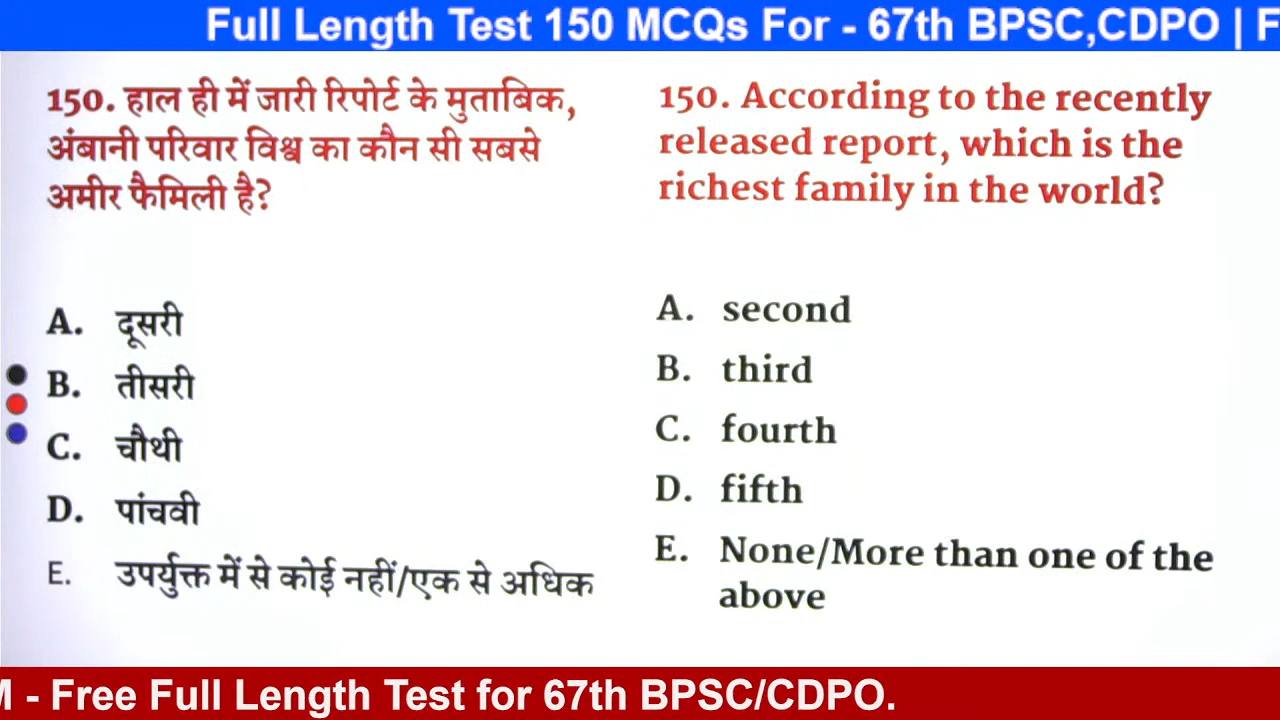 Full Length Test 150 MCQs For - 67th BPSC,CDPO | F
150. हाल ही में जारी रिपोर्ट के मुताबिक,
अंबानी परिवार विश्व का कौन सी सबसे
अमीर फैमिली है?
A. दूसरी
B. तीसरी
C. चौथी
D. पांचवी
E. उपर्युक्त में से कोई नहीं/एक से अधिक
150. According to the recently
released report, which is the
richest family in the world?
A. second
B. third
C. fourth
D. fifth
E. None/More than one of the
above
M - Free Full Length Test for 67th BPSC/CDPO.